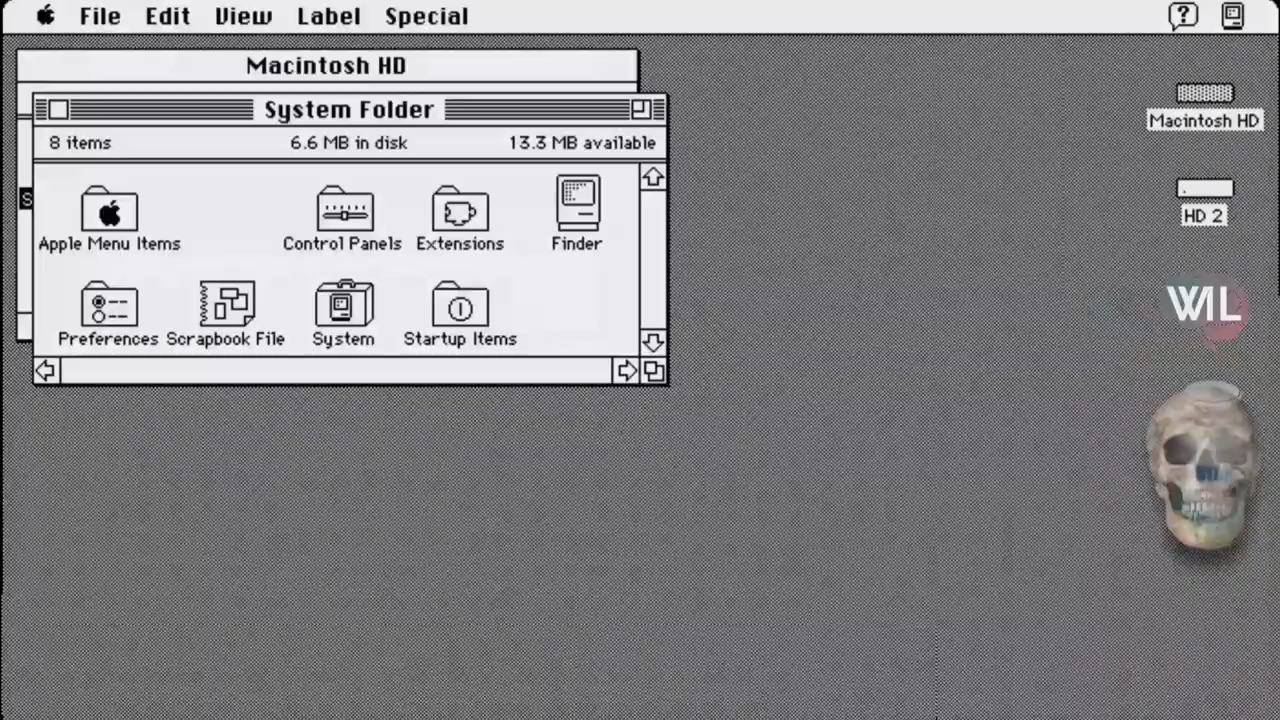 File Edit View Label Special
Macintosh HD
System Folder
8 items 6.6 MB in disk 13.3 MB available
Apple Menu Items Control Panels Extensions Finder
Preferences Scrapbook File System Startup Items
Macintosh HD
HD 2
WIL